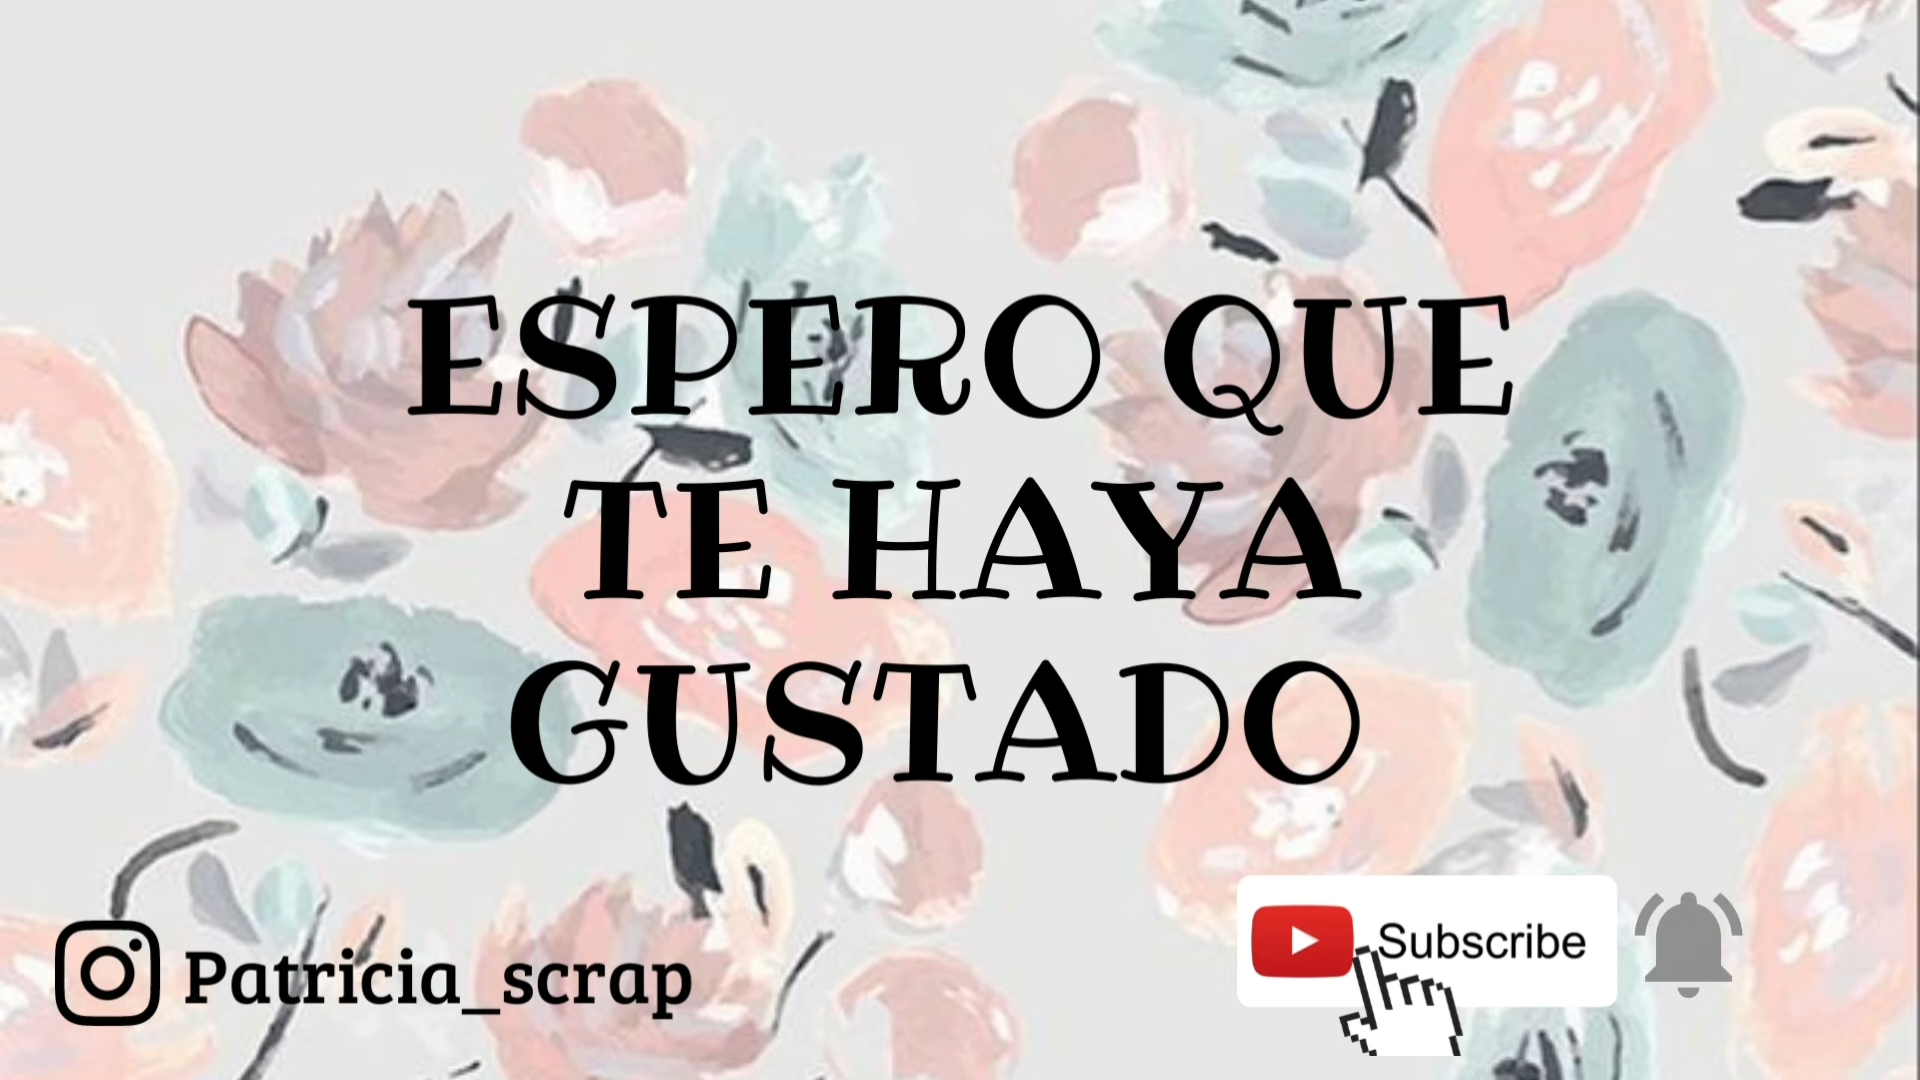 ESPERO QUE
TE HAYA
GUSTADO
Patricia_scrap
Subscribe